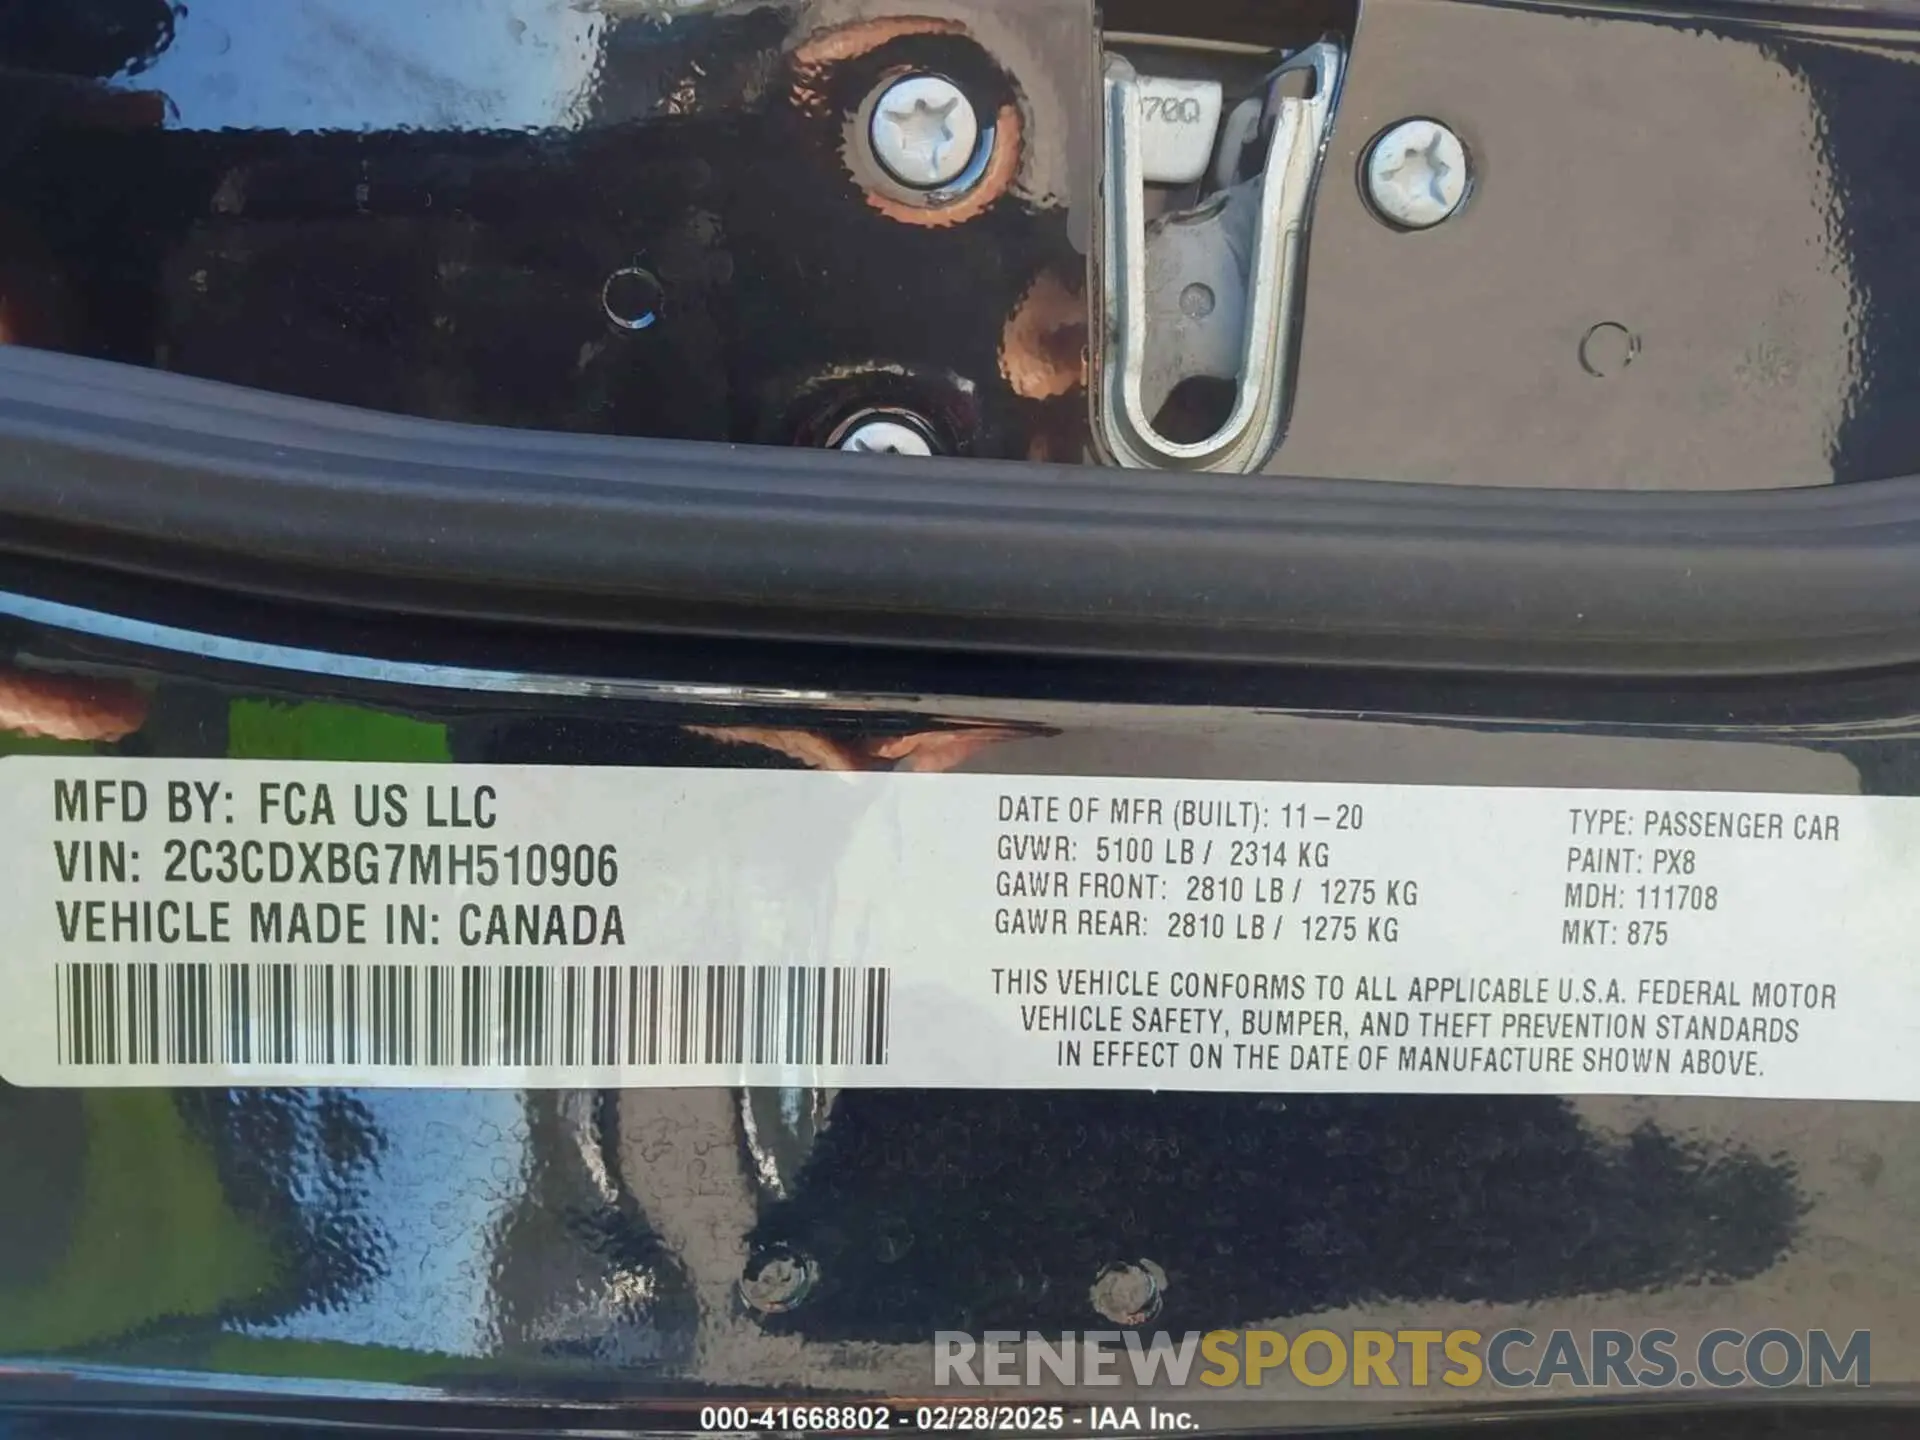 70Q
MFD BY: FCA US LLC
VIN: 2C3CDXBG7MH510906
VEHICLE MADE IN: CANADA
DATE OF MFR (BUILT): 11-20
GVWR: 5100 LB / 2314 KG
GAWR FRONT: 2810 LB / 1275 KG
GAWR REAR: 2810 LB / 1275 KG
TYPE: PASSENGER CAR
PAINT: PX8
MDH: 111708
MKT: 875
THIS VEHICLE CONFORMS TO ALL APPLICABLE U.S.A. FEDERAL MOTOR
VEHICLE SAFETY, BUMPER, AND THEFT PREVENTION STANDARDS
IN EFFECT ON THE DATE OF MANUFACTURE SHOWN ABOVE.
RENEWSPORTSCARS.COM
000-41668802 - 02/28/2025 - IAA Inc.